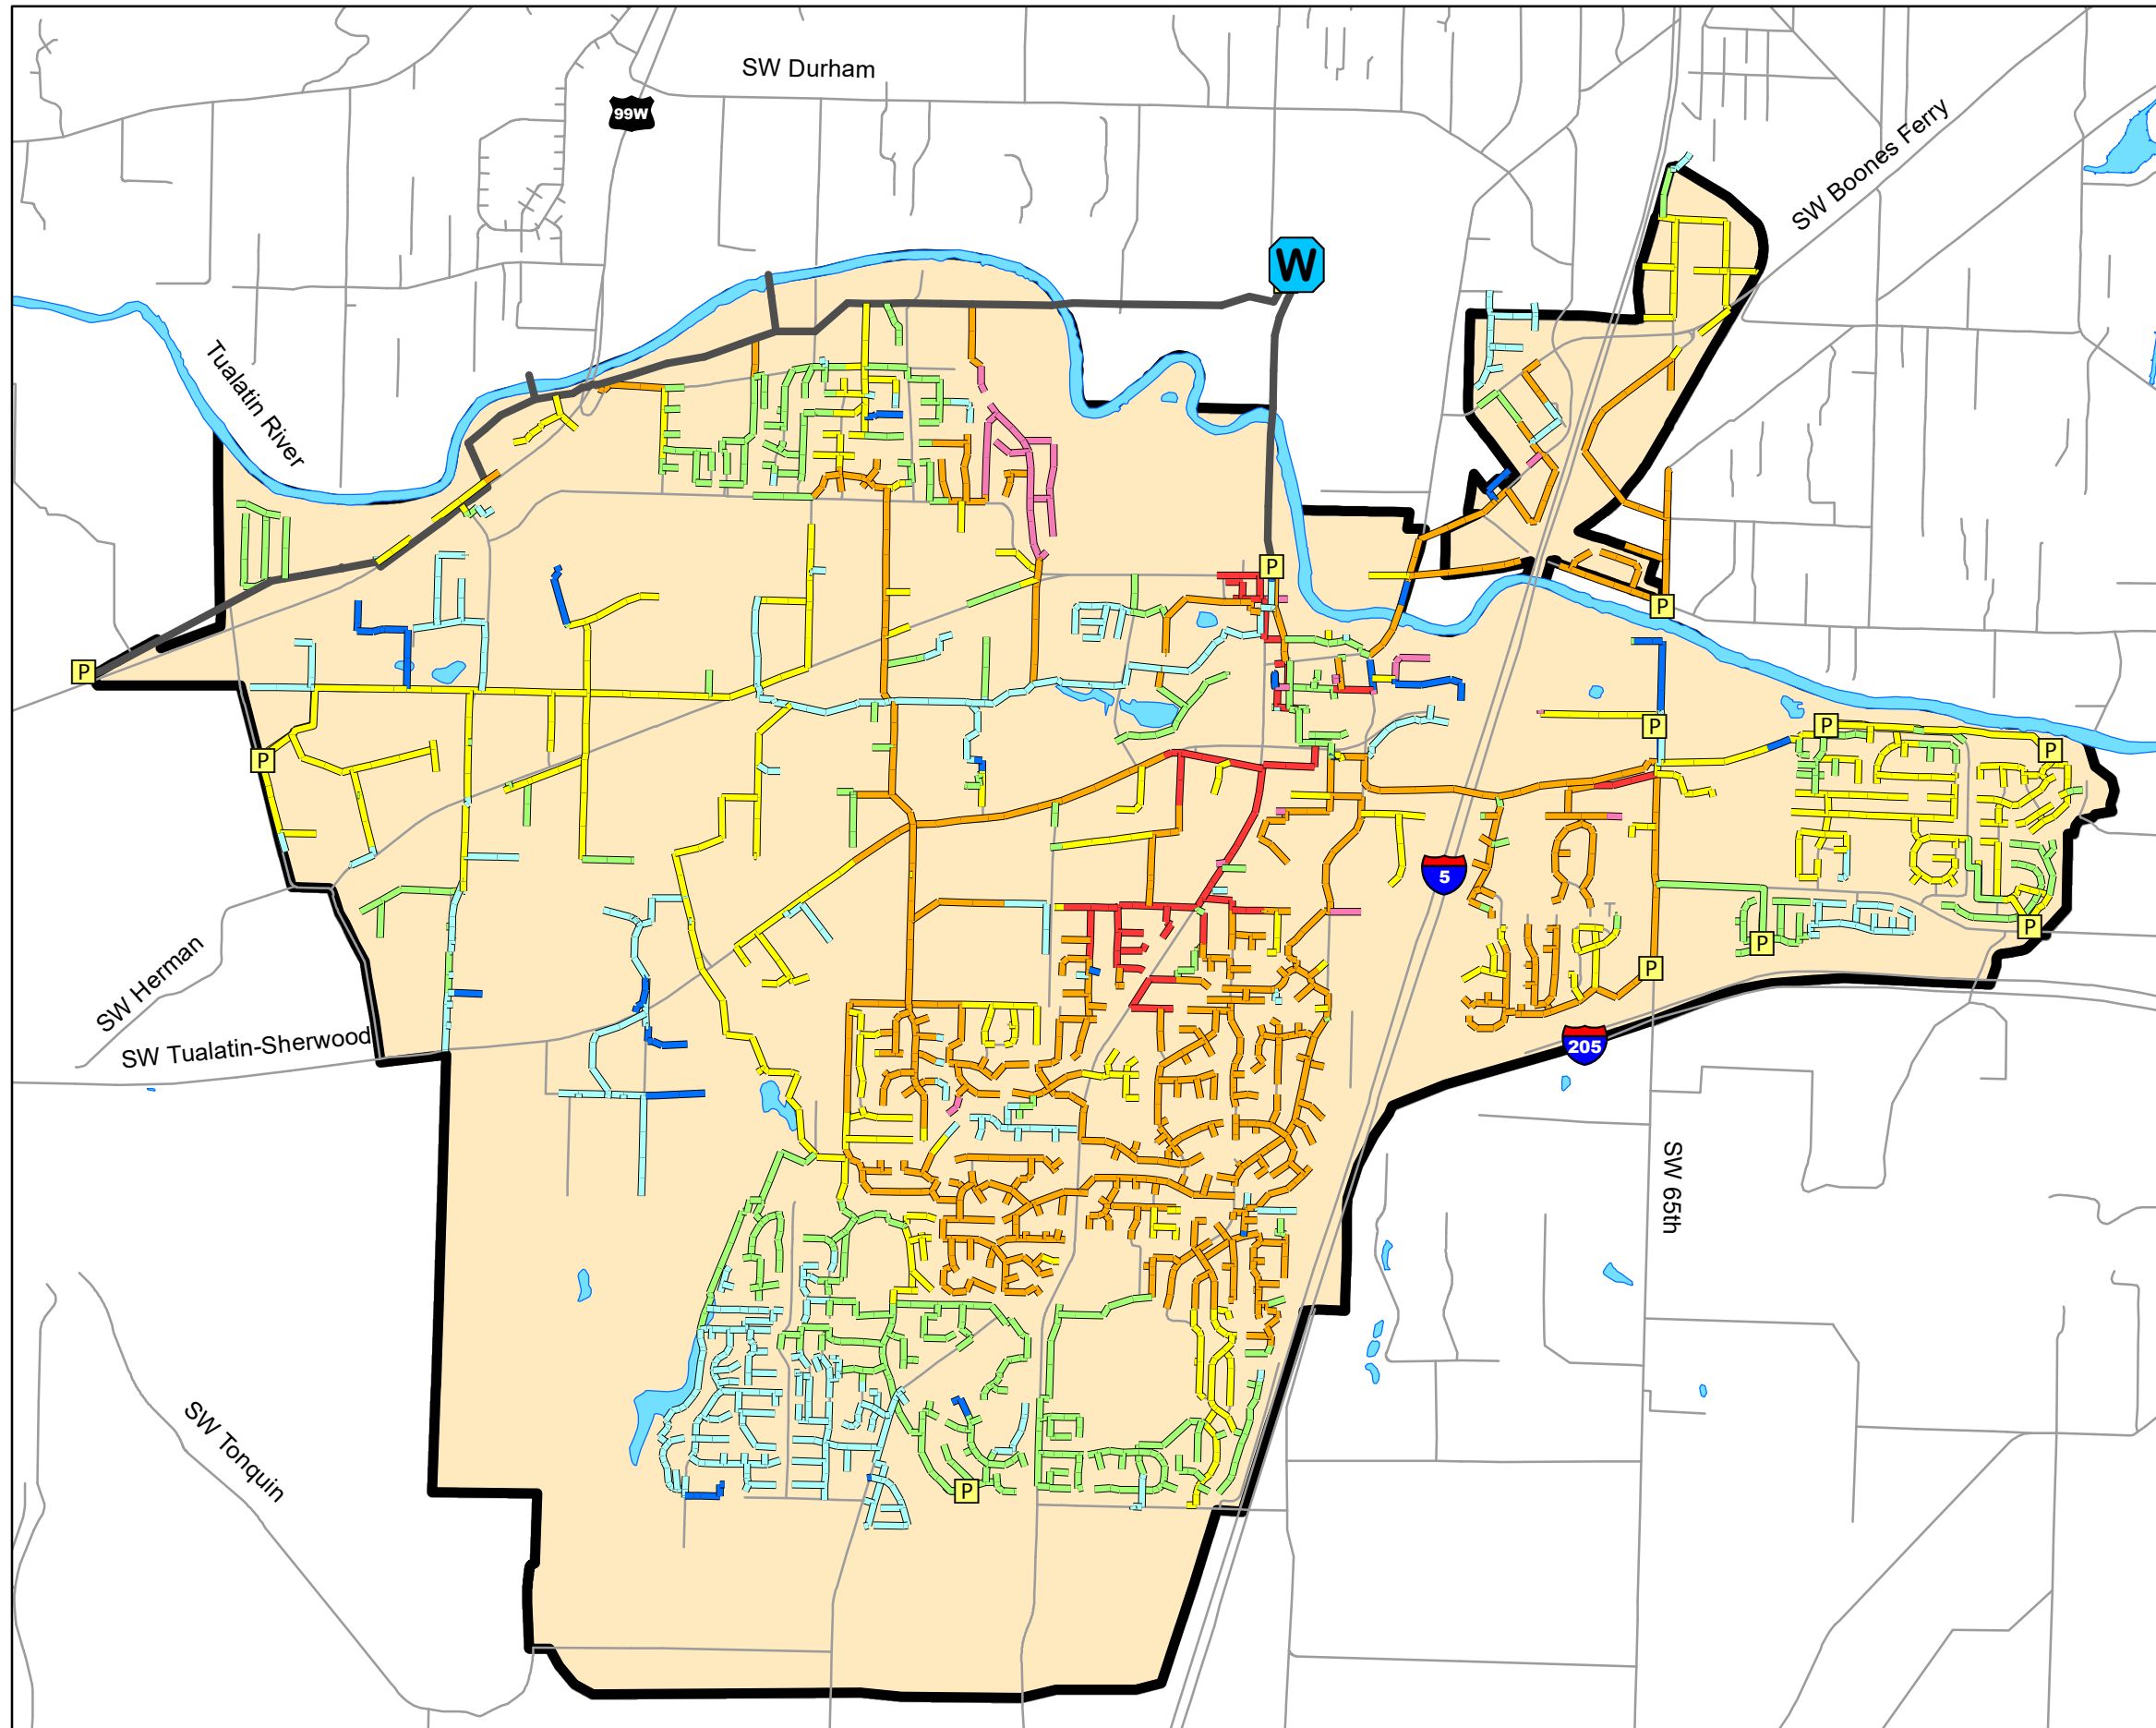 SW Durham
99W
SW Boones Ferry
W
Tualatin River
P
P
P
P
P
P
P
5
P
P
P
SW Herman
SW Tualatin-Sherwood
205
SW 65th
SW Tonquin
P